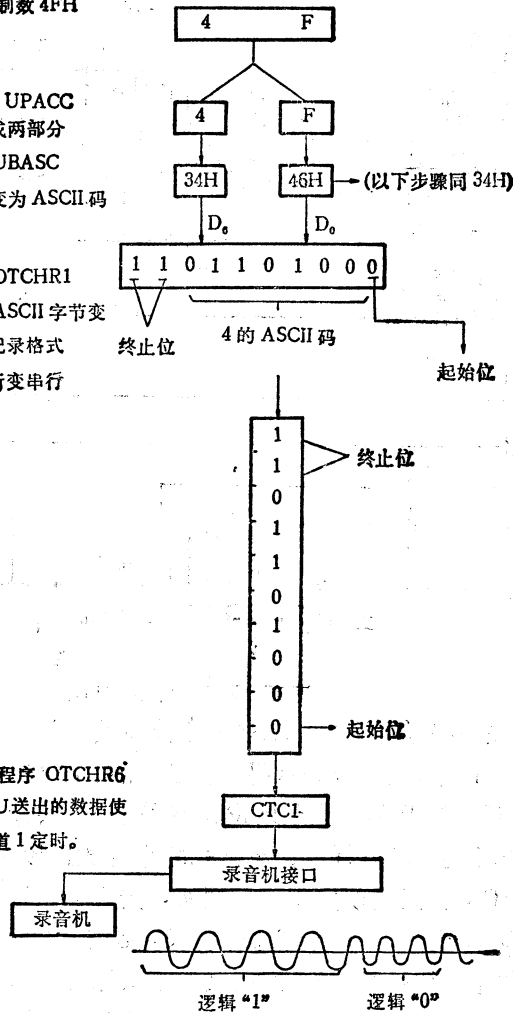 制数 4FH
4 F
UPACC
成两部分
4 F
UBASC
34H 46H (以下步骤同 34H)
变为 ASCII 码
D₆ D₀
1 1 0 1 1 0 1 0 0 0
OTCHR1
ASCII 字节变
记录格式
终止位 4 的 ASCII 码
起始位
行变串行
1
1
终止位
0
1
1
0
1
0
0
0 起始位
程序 OTCHR6
U 送出的数据使
CTC1
道 1 定时。
录音机接口
录音机
逻辑“1” 逻辑“0”